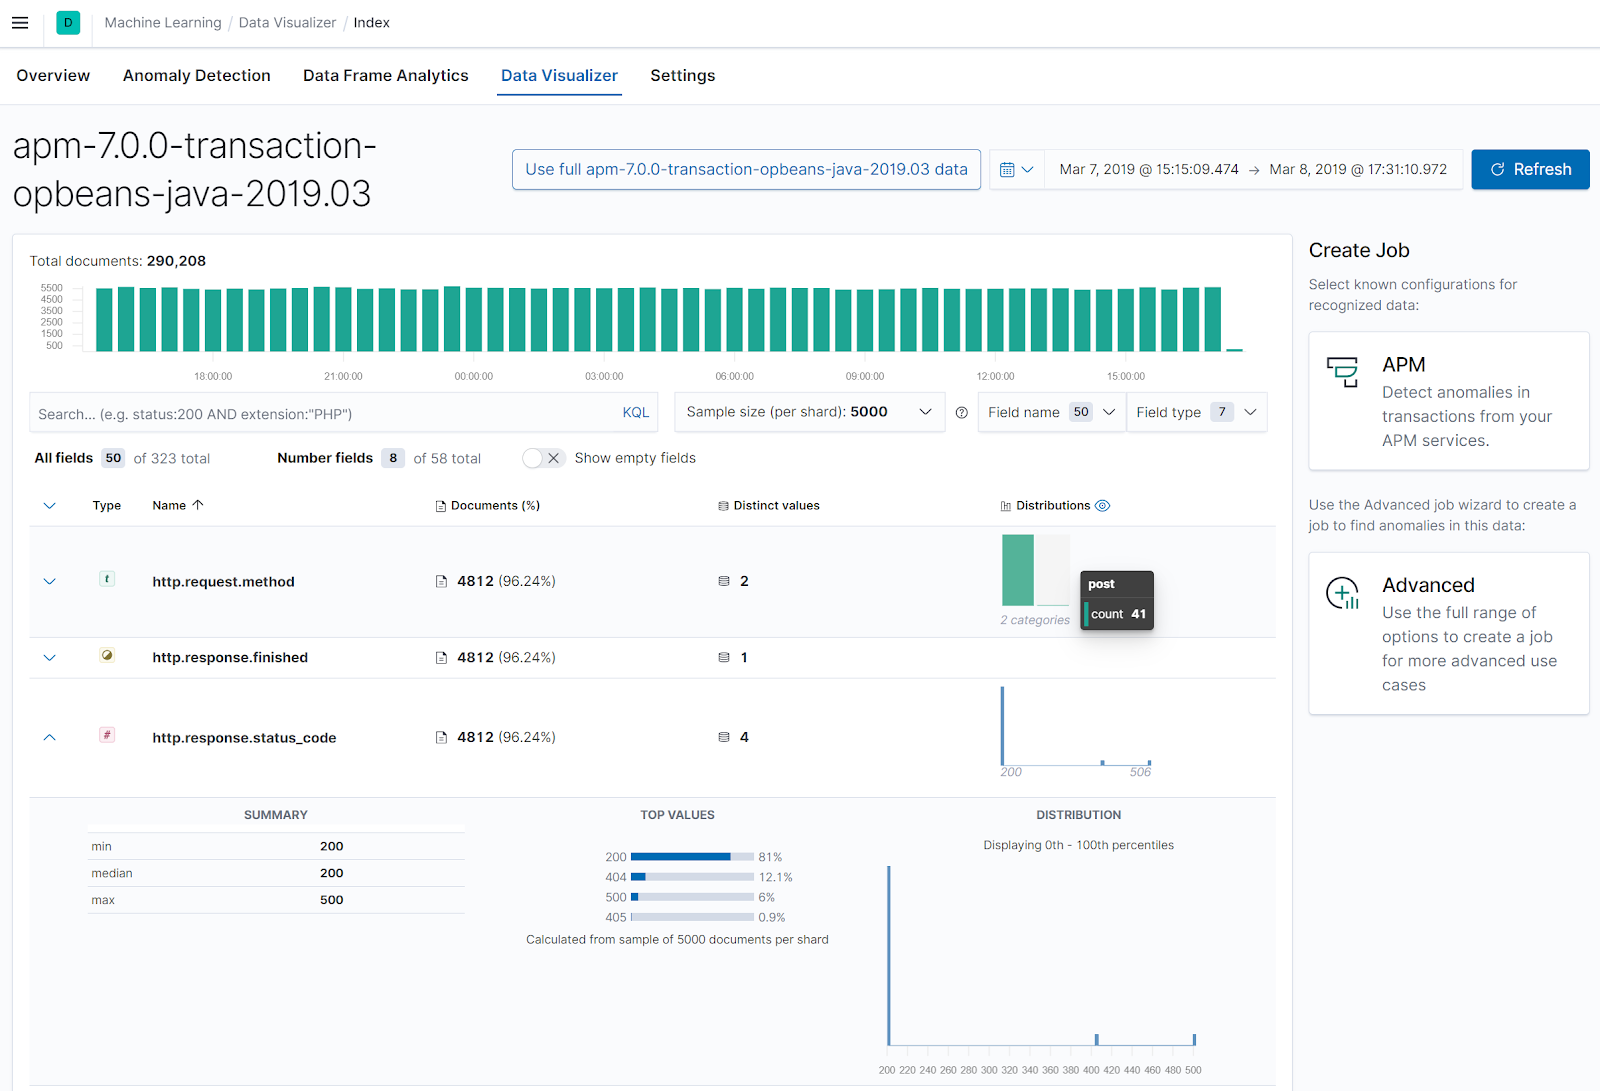 D Machine Learning / Data Visualizer / Index
Overview Anomaly Detection Data Frame Analytics Data Visualizer Settings
apm-7.0.0-transaction-
opbeans-java-2019.03
Use full apm-7.0.0-transaction-opbeans-java-2019.03 data
Mar 7, 2019 @ 15:15:09.474 → Mar 8, 2019 @ 17:31:10.972
Refresh
Total documents: 290,208
5500
4500
3500
2500
1500
500
18:00:00 21:00:00 00:00:00 03:00:00 06:00:00 09:00:00 12:00:00 15:00:00
Search... (e.g. status:200 AND extension:"PHP") KQL
Sample size (per shard): 5000
Field name 50
Field type 7
All fields 50 of 323 total Number fields 8 of 58 total Show empty fields
Type Name ↑ Documents (%) Distinct values Distributions
t http.request.method 4812 (96.24%) 2
2 categories
post
count 41
http.response.finished 4812 (96.24%) 1
# http.response.status_code 4812 (96.24%) 4
200 506
SUMMARY
min 200
median 200
max 500
TOP VALUES
200 81%
404 12.1%
500 6%
405 0.9%
Calculated from sample of 5000 documents per shard
DISTRIBUTION
Displaying 0th - 100th percentiles
200 220 240 260 280 300 320 340 360 380 400 420 440 460 480 500
Create Job
Select known configurations for
recognized data:
APM
Detect anomalies in
transactions from your
APM services.
Use the Advanced job wizard to create a
job to find anomalies in this data:
Advanced
Use the full range of
options to create a job
for more advanced use
cases